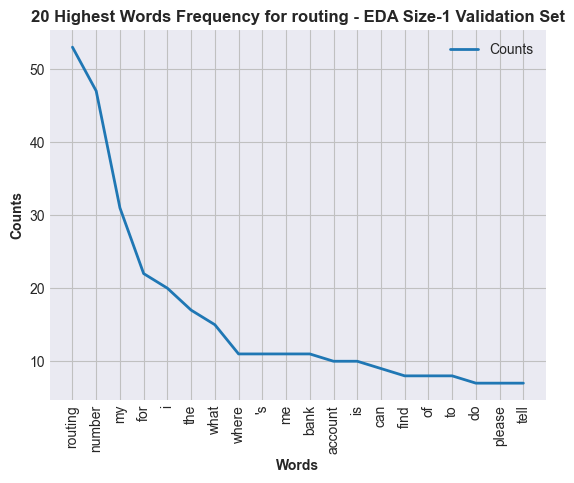 20 Highest Words Frequency for routing - EDA Size-1 Validation Set
Counts
50
40
30
20
10
Counts
routing
number
my
for
i
the
what
where
's
me
bank
account
is
can
find
of
to
do
please
tell
Words